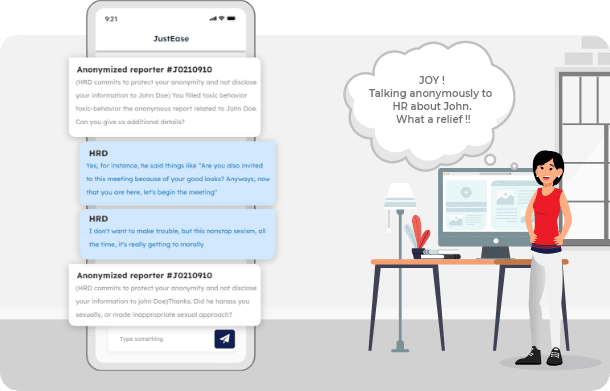 9:21
JustEase
Anonymized reporter #J0210910
(HRD commits to protect your anonymity and not disclose
your information to John Doe) You filled toxic behavior
toxic-behavior the anonymous report related to John Doe.
Can you give us additional details?
HRD
Yes, for instance, he said things like "Are you also invited
to this meeting because of your good looks? Anyways, now
that you are here, let's begin the meeting"
HRD
I don't want to make trouble, but this nonstop sexism, all
the time, it's really getting to morally
Anonymized reporter #J0210910
(HRD commits to protect your anonymity and not disclose
your information to john Doe)Thanks. Did he harass you
sexually, or made inappropriate sexual approach?
Type something
JOY !
Talking anonymously to
HR about John.
What a relief !!